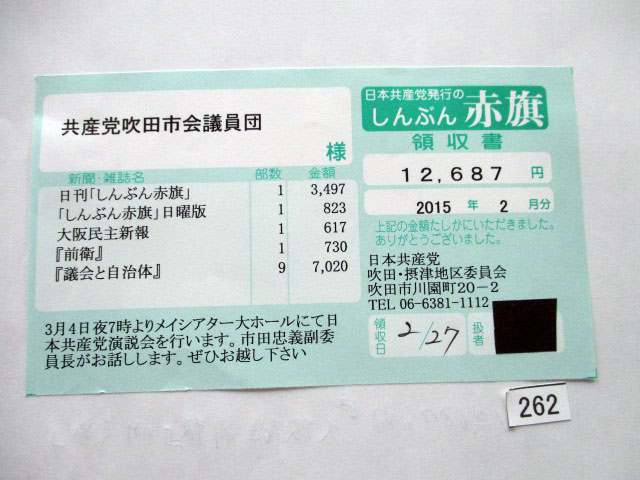 共産党吹田市会議員団
様
新聞・雑誌名 部数 金額
日刊「しんぶん赤旗」 1 3,497
「しんぶん赤旗」日曜版 1 823
大阪民主新報 1 617
『前衛』 1 730
『議会と自治体』 9 7,020
3月4日夜7時よりメイシアター大ホールにて日
本共産党演説会を行います。市田忠義副委
員長がお話しします。ぜひお越し下さい
日本共産党発行の
しんぶん赤旗
領収書
12,687 円
2015 年 2 月分
上記の金額たしかにいただきました。
ありがとうございました。
日本共産党
吹田・摂津地区委員会
吹田市川園町20-2
TEL 06-6381-1112
領収日 2/27 扱者
262